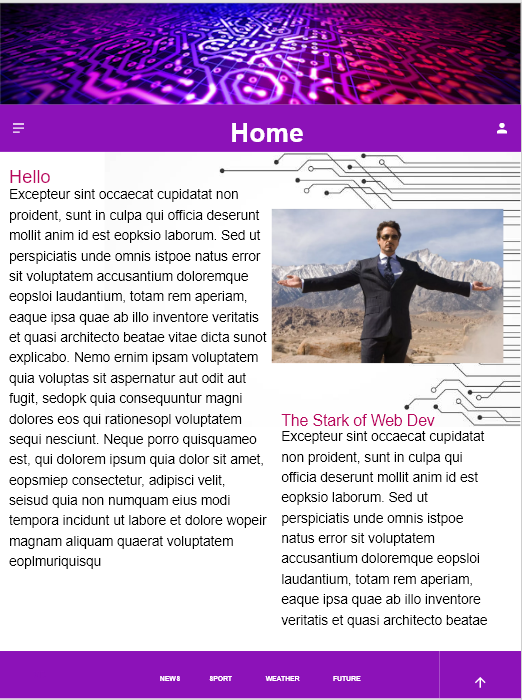 Home
Hello
Excepteur sint occaecat cupidatat non
proident, sunt in culpa qui officia deserunt
mollit anim id est eopksio laborum. Sed ut
perspiciatis unde omnis istpoe natus error
sit voluptatem accusantium doloremque
eopsloi laudantium, totam rem aperiam,
eaque ipsa quae ab illo inventore veritatis
et quasi architecto beatae vitae dicta sunot
explicabo. Nemo ernim ipsam voluptatem
quia voluptas sit aspernatur aut odit aut
fugit, sedopk quia consequuntur magni
dolores eos qui rationesopl voluptatem
sequi nesciunt. Neque porro quisquameo
est, qui dolorem ipsum quia dolor sit amet,
eopsmiep consectetur, adipisci velit,
seisud quia non numquam eius modi
tempora incidunt ut labore et dolore wopeir
magnam aliquam quaerat voluptatem
eoplmuriquisqu
The Stark of Web Dev
Excepteur sint occaecat cupidatat
non proident, sunt in culpa qui
officia deserunt mollit anim id est
eopksio laborum. Sed ut
perspiciatis unde omnis istpoe
natus error sit voluptatem
accusantium doloremque eopsloi
laudantium, totam rem aperiam,
eaque ipsa quae ab illo inventore
veritatis et quasi architecto beatae
NEWS SPORT WEATHER FUTURE